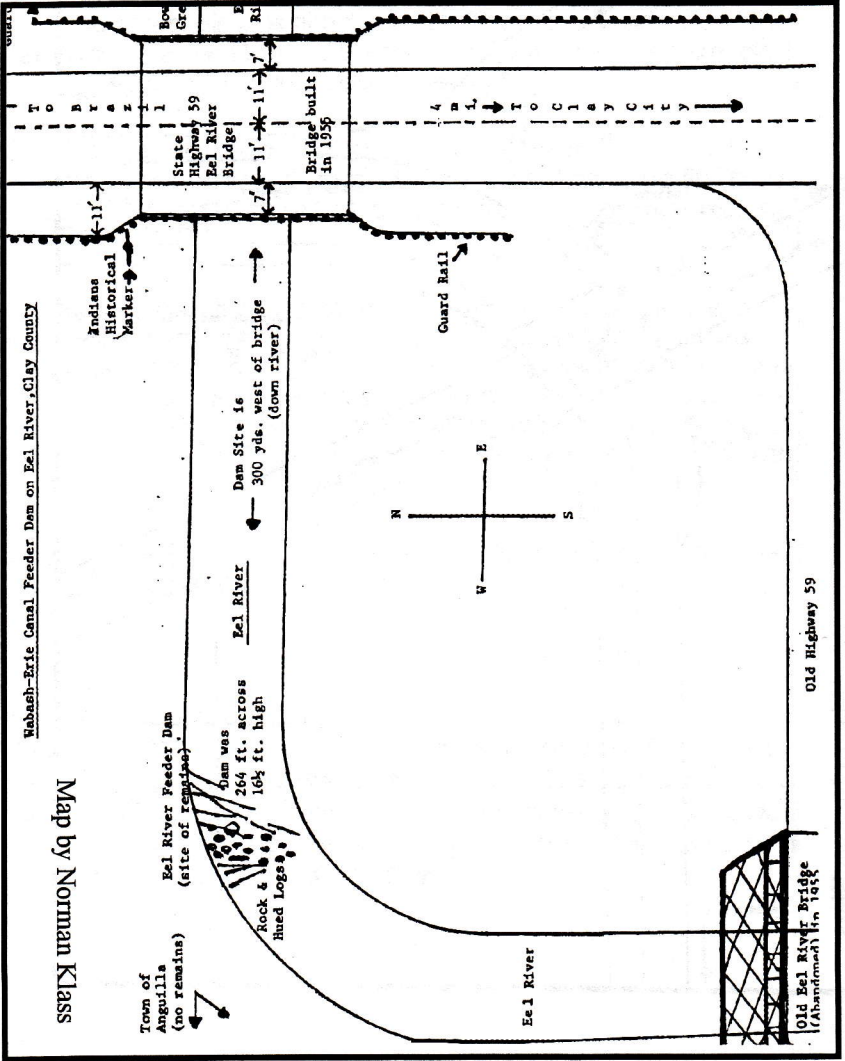 Wabash-Erie Canal Feeder Dam on Eel River,Clay County
Map by Norman Klass
To Brazil
State
Highway 59
Eel River
Bridge
Bridge built
in 1955
4 mi. To Clay City
7'
11'
11'
7'
11'
Indiana
Historical
Marker
Guard Rail
Dam Site is
300 yds. west of bridge
(down river)
Eel River
Dam was
264 ft. across
16½ ft. high
Eel River Feeder Dam
(site of remains)
Rock &
Hued Logs
Town of
Anguilla
(no remains)
N
E
W
S
Eel River
Old Highway 59
Old Eel River Bridge
(Abandoned) in 1955